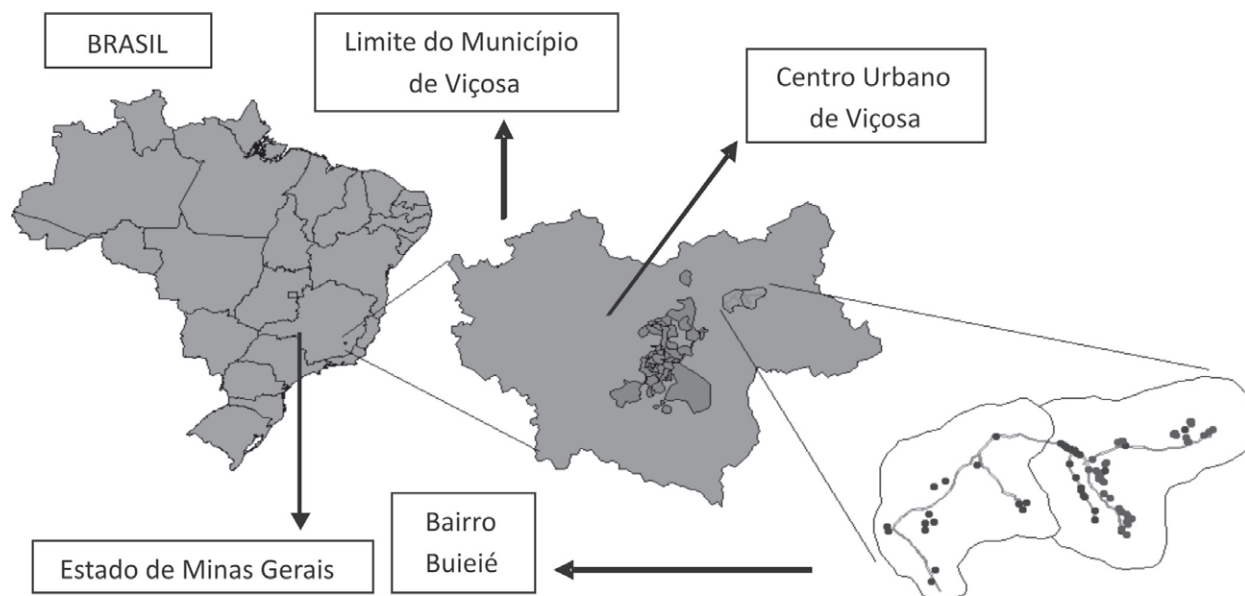 BRASIL
Limite do Município
de Viçosa
Centro Urbano
de Viçosa
Estado de Minas Gerais
Bairro
Buieié